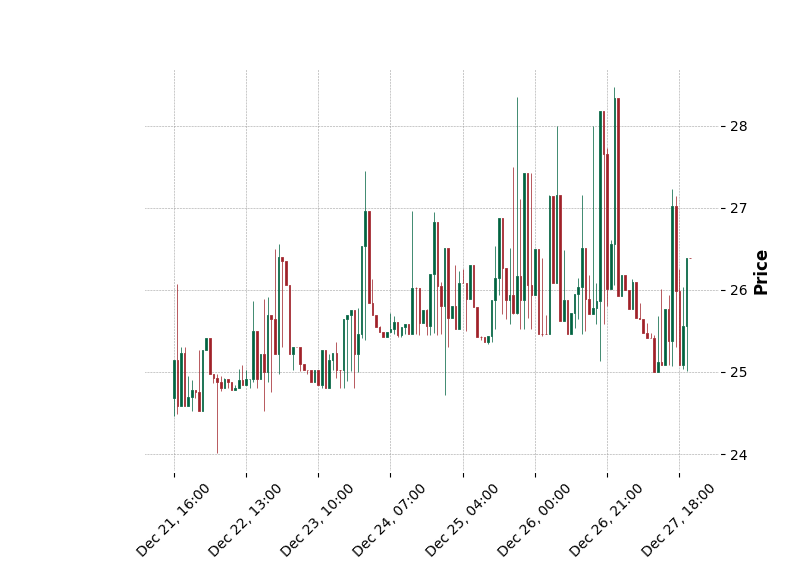 28
27
26
25
24
Price
Dec 21, 16:00
Dec 22, 13:00
Dec 23, 10:00
Dec 24, 07:00
Dec 25, 04:00
Dec 26, 00:00
Dec 26, 21:00
Dec 27, 18:00